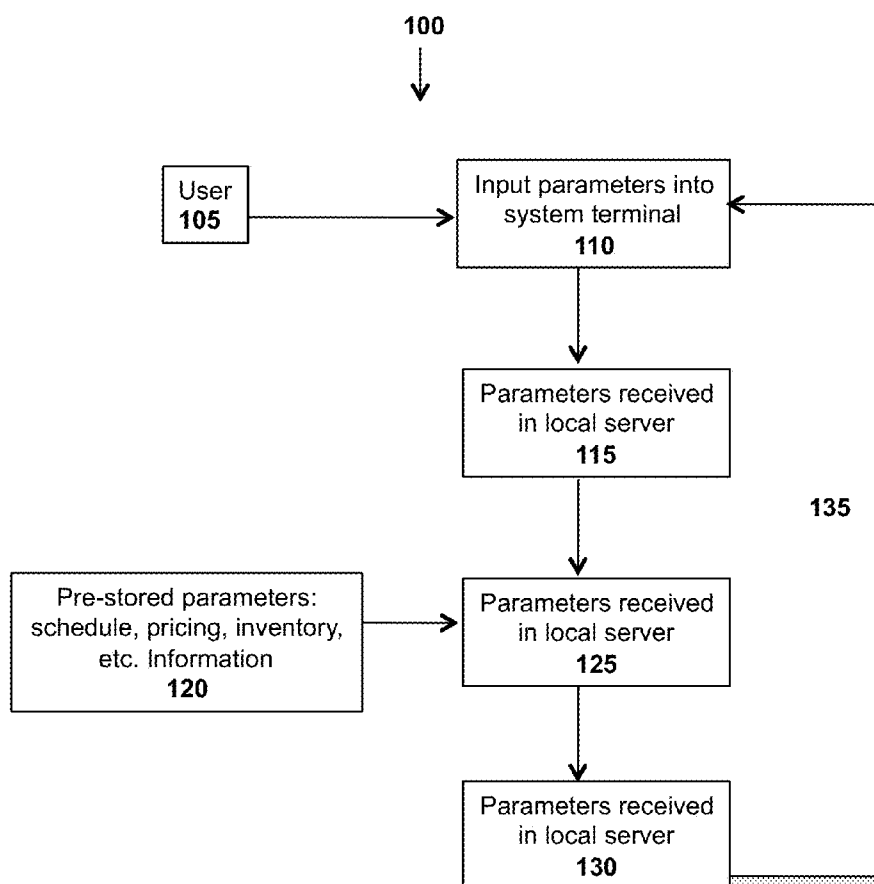 100
User
105
Input parameters into
system terminal
110
Parameters received
in local server
115
135
Pre-stored parameters:
schedule, pricing, inventory,
etc. Information
120
Parameters received
in local server
125
Parameters received
in local server
130